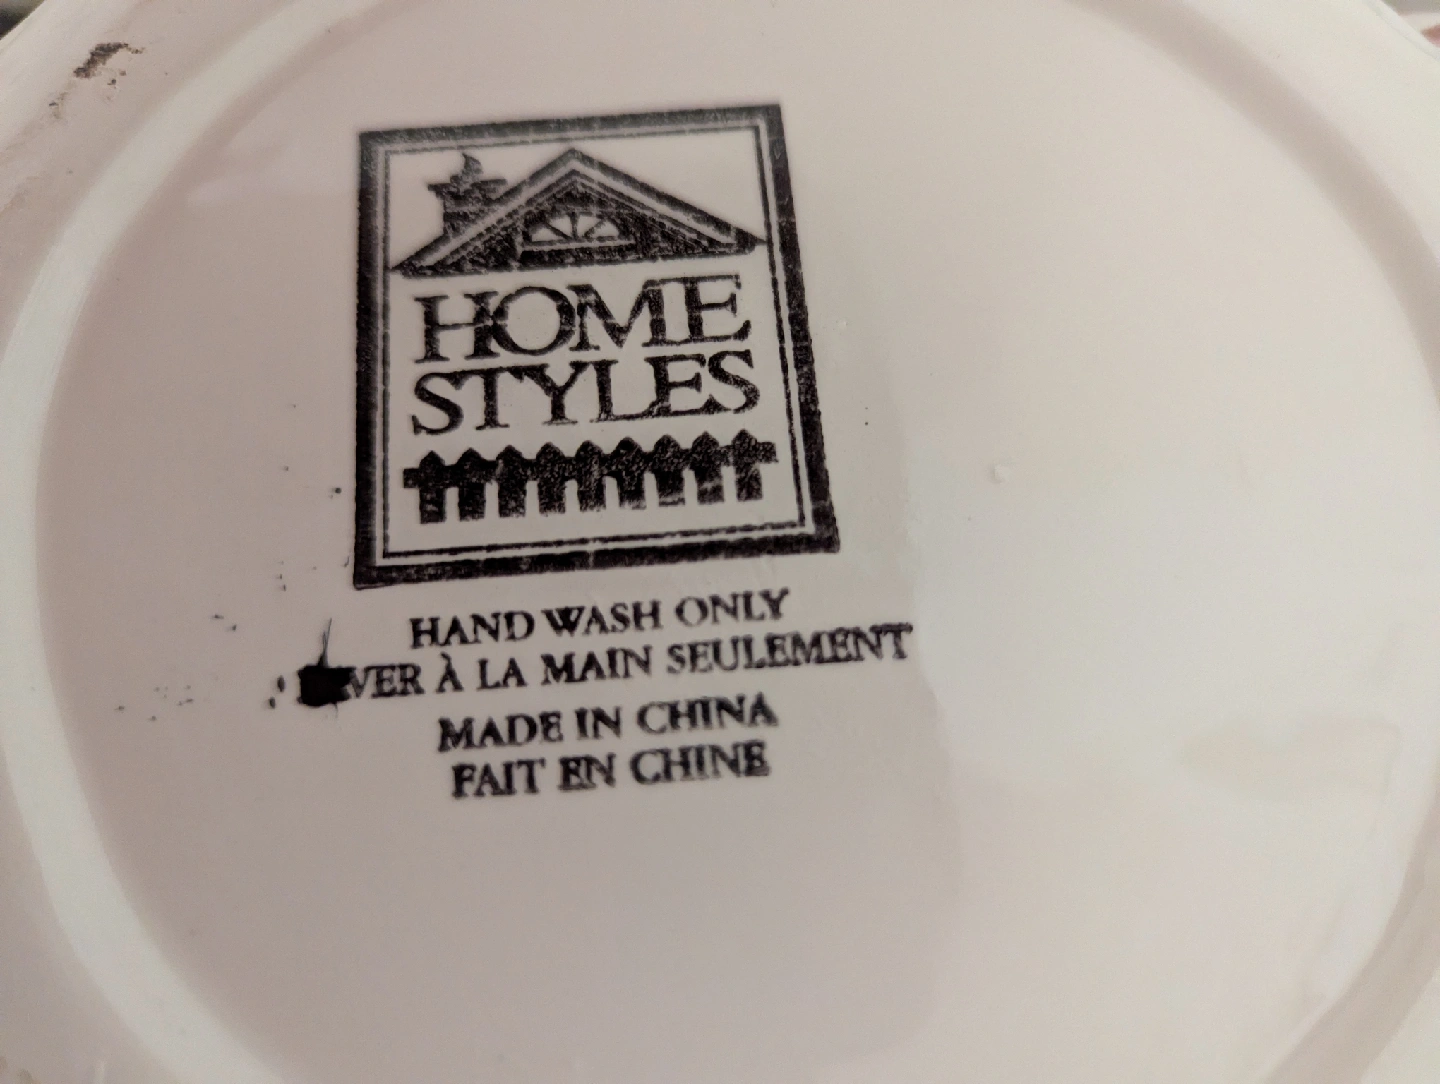 HOME
STYLES
HAND WASH ONLY
À LA MAIN SEULEMENT
MADE IN CHINA
FAIT EN CHINE